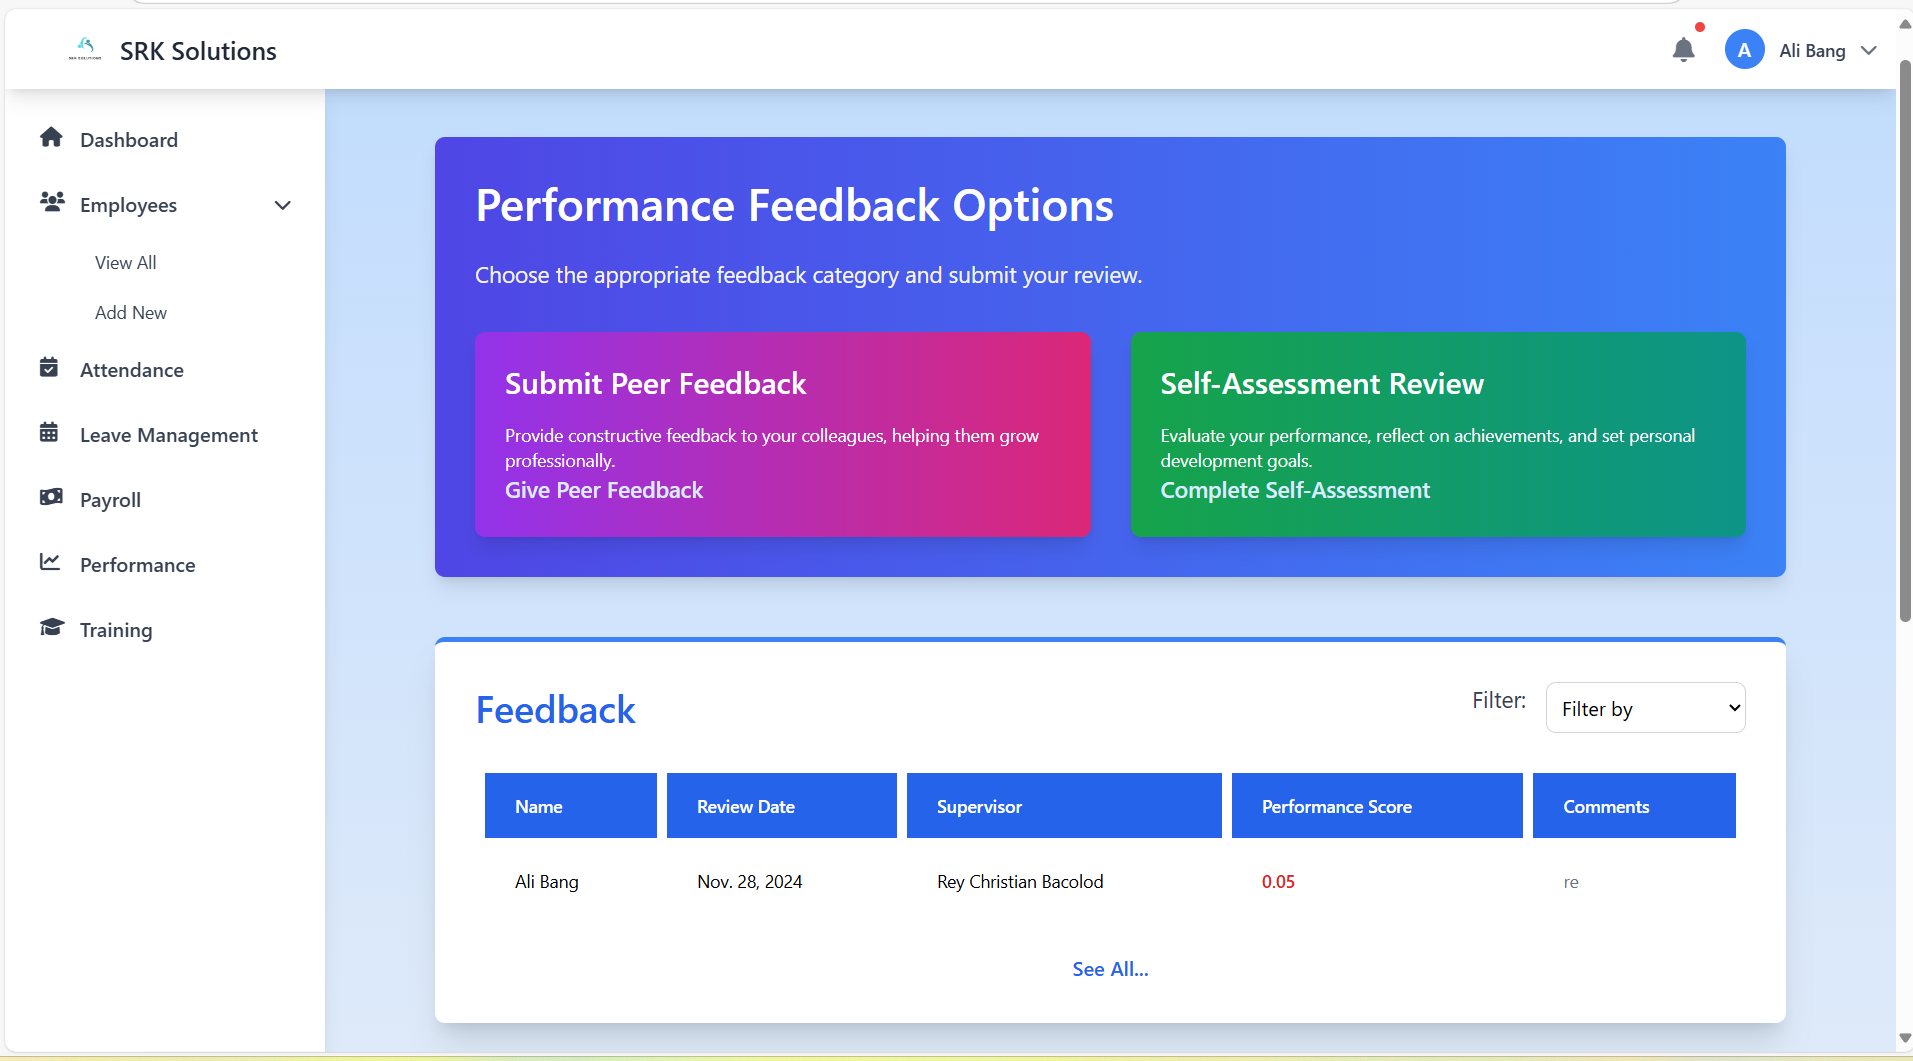 SRK SOLUTIONS
SRK Solutions
A
Ali Bang
Dashboard
Employees
View All
Add New
Attendance
Leave Management
Payroll
Performance
Training
Performance Feedback Options
Choose the appropriate feedback category and submit your review.
Submit Peer Feedback
Provide constructive feedback to your colleagues, helping them grow
professionally.
Give Peer Feedback
Self-Assessment Review
Evaluate your performance, reflect on achievements, and set personal
development goals.
Complete Self-Assessment
Feedback
Filter: Filter by
Name Review Date Supervisor Performance Score Comments
Ali Bang Nov. 28, 2024 Rey Christian Bacolod 0.05 re
See All...